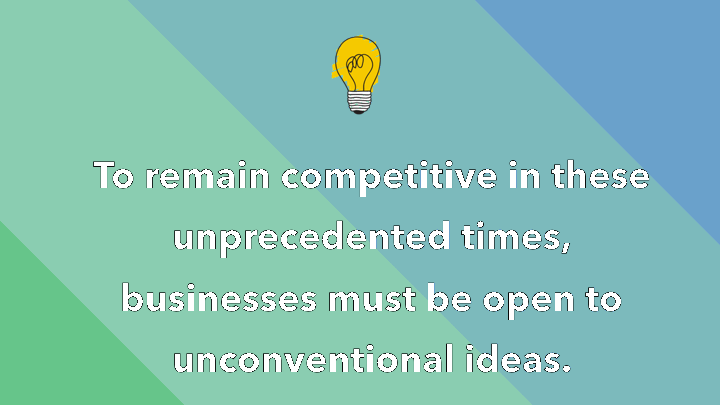 To remain competitive in these
unprecedented times,
businesses must be open to
unconventional ideas.